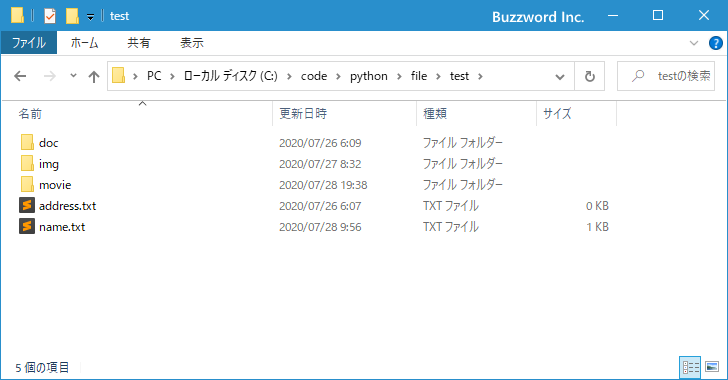 test Buzzword Inc.
ファイル ホーム 共有 表示
PC ローカル ディスク (C:) code python file test testの検索
名前 更新日時 種類 サイズ
doc 2020/07/26 6:09 ファイル フォルダー
img 2020/07/27 8:32 ファイル フォルダー
movie 2020/07/28 19:38 ファイル フォルダー
address.txt 2020/07/26 6:07 TXT ファイル 0 KB
name.txt 2020/07/28 9:56 TXT ファイル 1 KB
5 個の項目